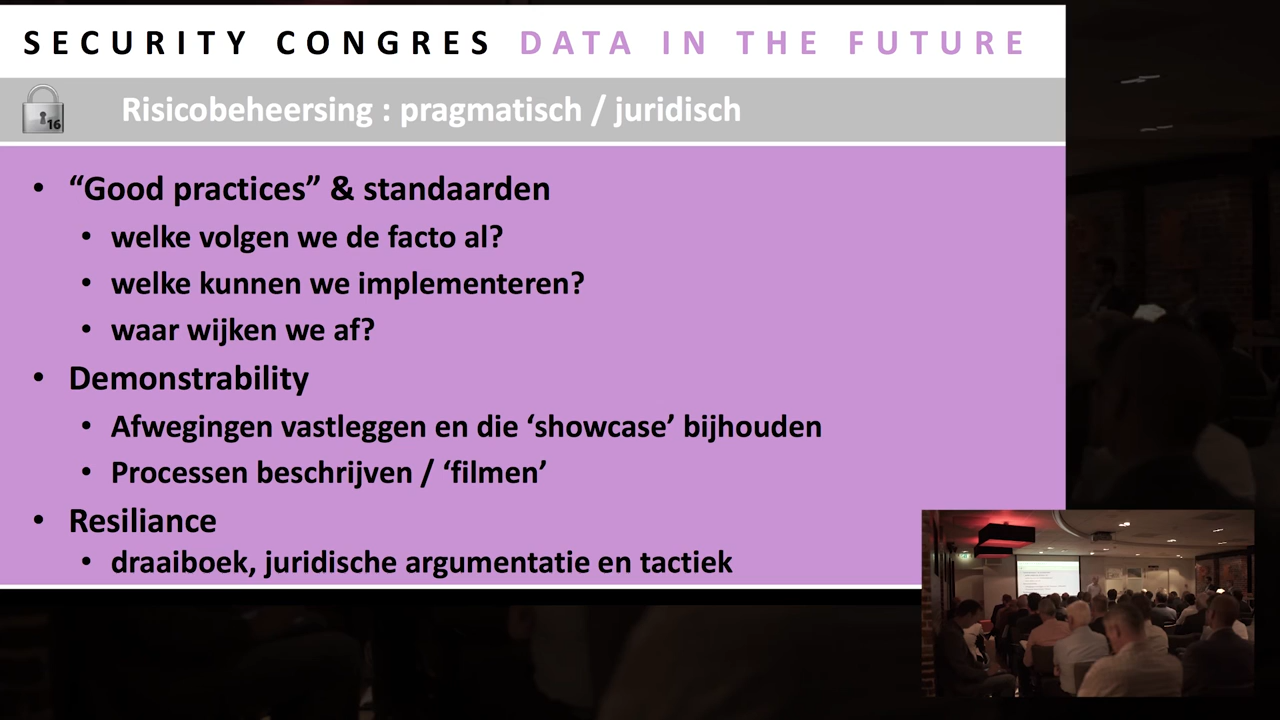 SECURITY CONGRES DATA IN THE FUTURE
16
Risicobeheersing : pragmatisch / juridisch
• “Good practices” & standaarden
• welke volgen we de facto al?
• welke kunnen we implementeren?
• waar wijken we af?
• Demonstrability
• Afwegingen vastleggen en die ‘showcase’ bijhouden
• Processen beschrijven / ‘filmen’
• Resiliance
• draaiboek, juridische argumentatie en tactiek